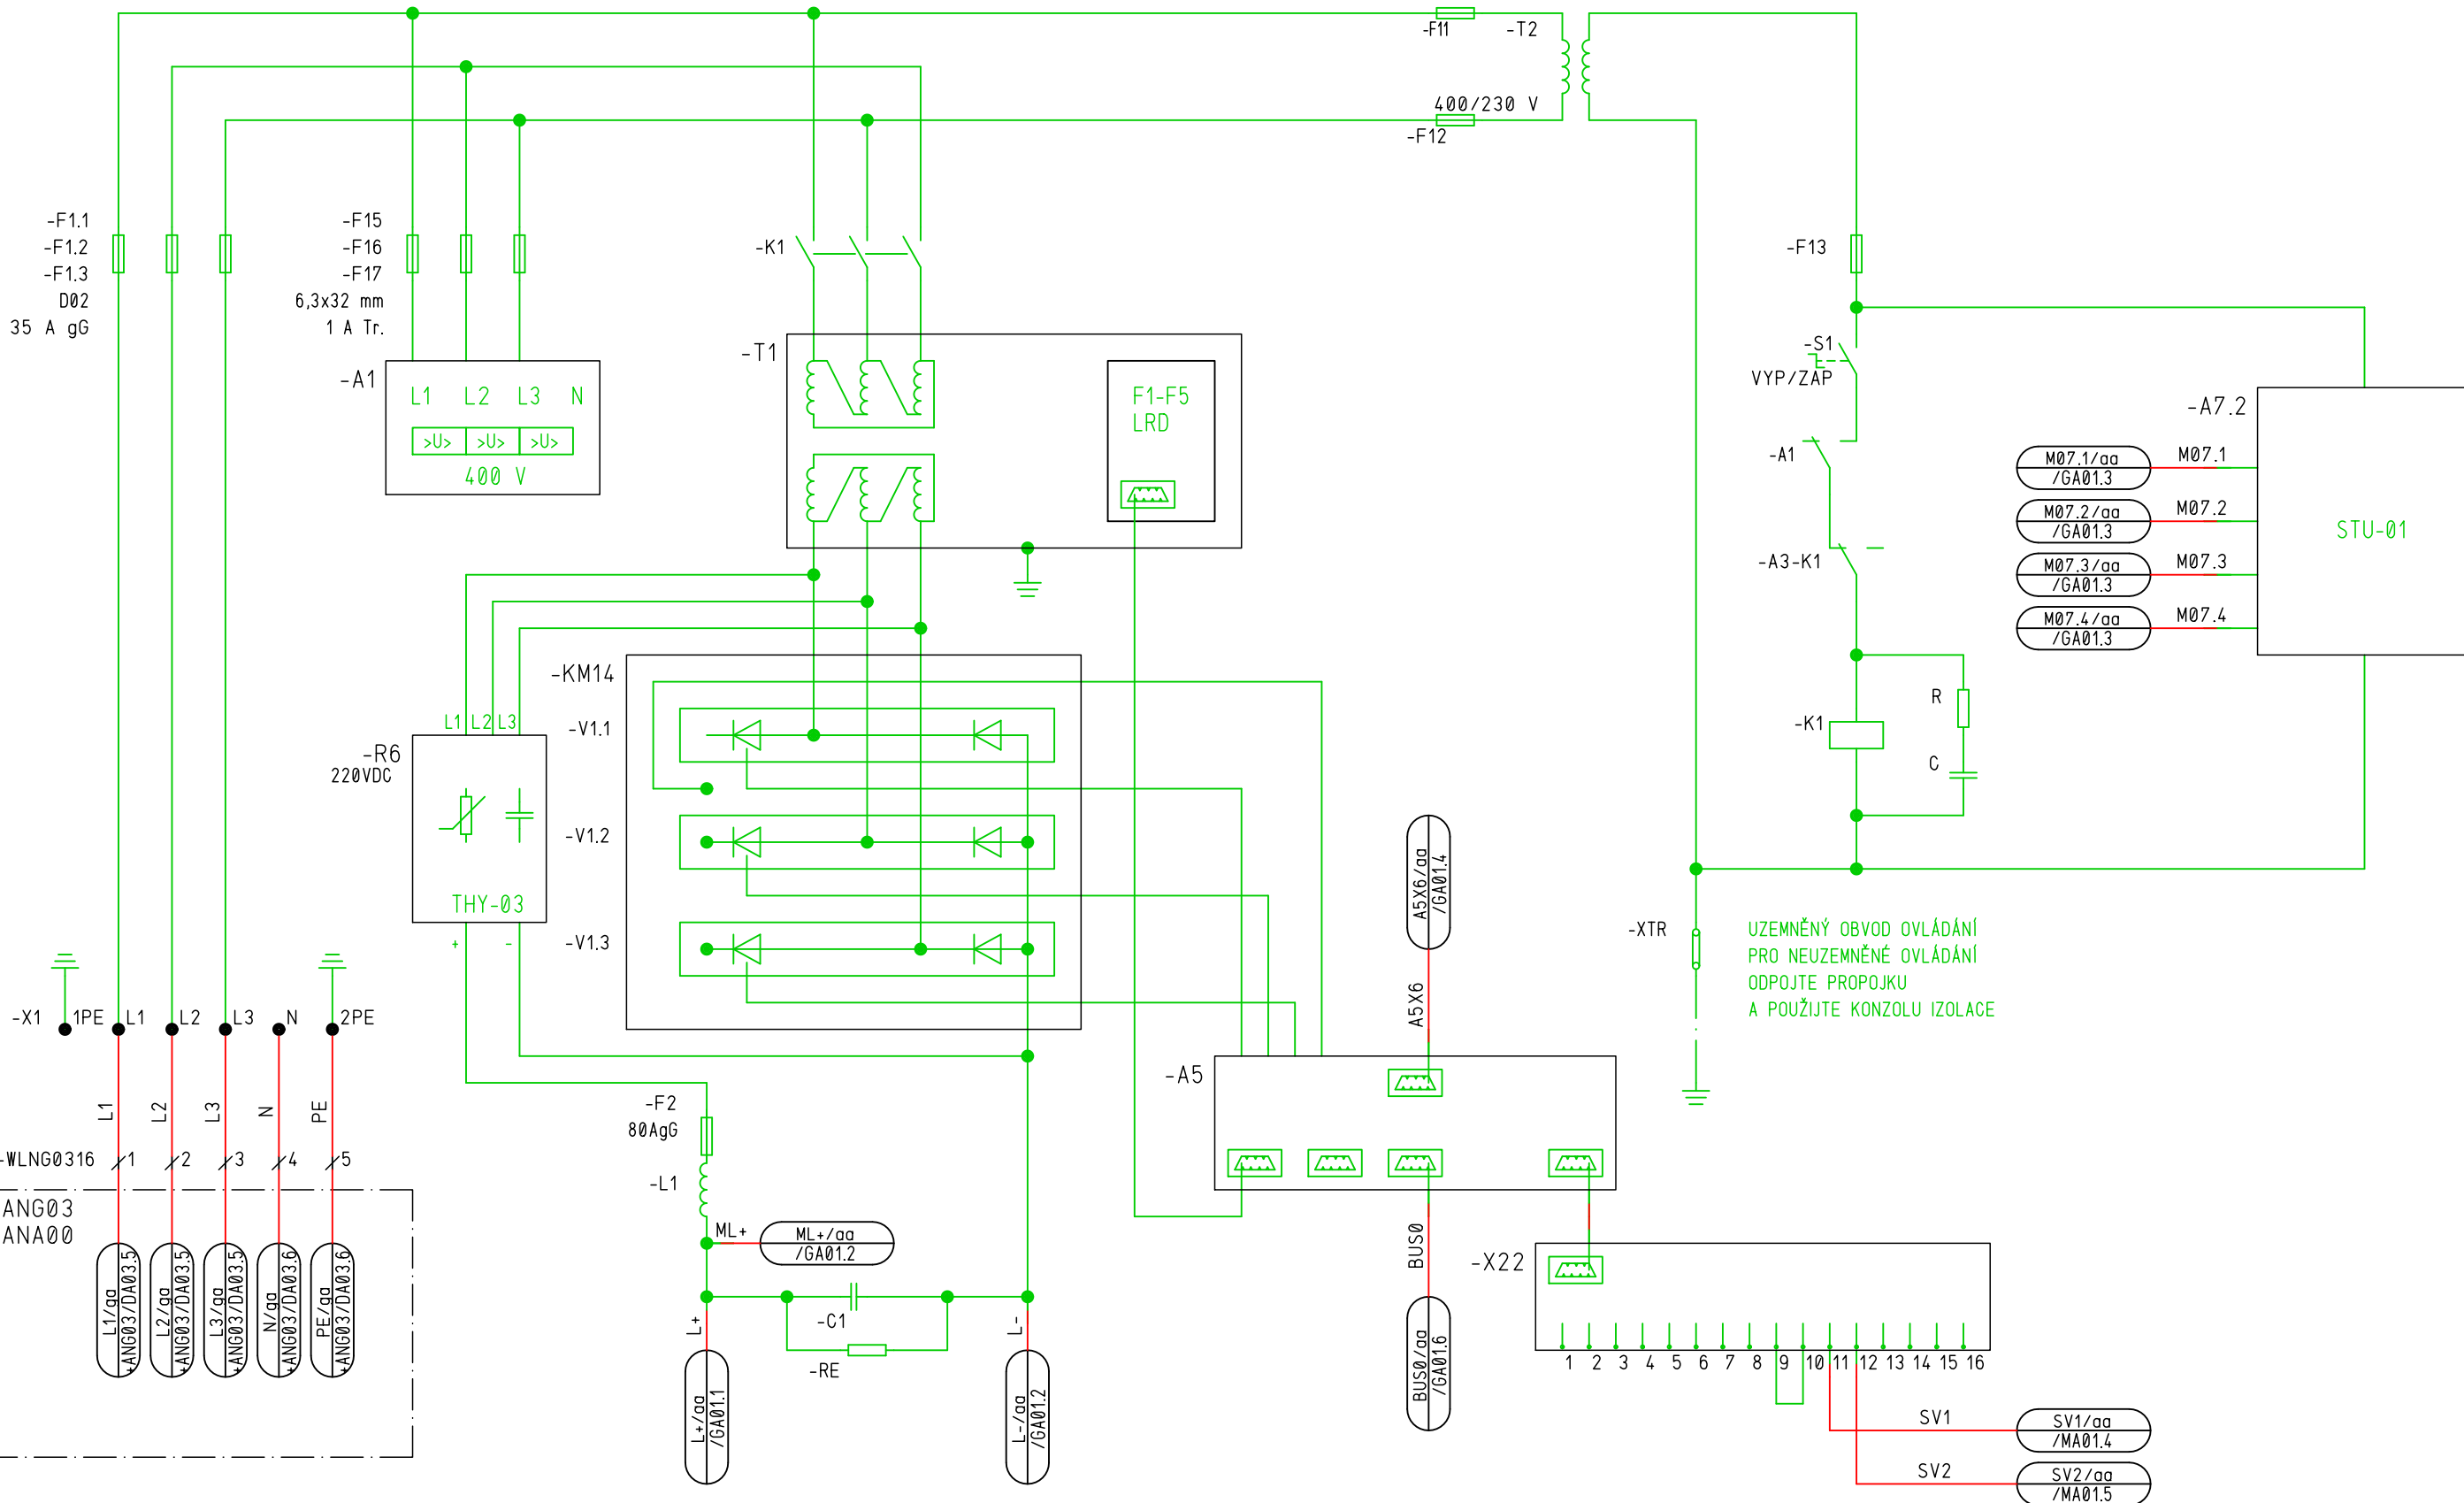 -F11
-T2
400/230 V
-F12
-F1.1
-F1.2
-F1.3
DØ2
35 A gG
-F15
-F16
-F17
6,3x32 mm
1 A Tr.
-K1
-F13
-T1
-A1
L1 L2 L3 N
>U> >U> >U>
400 V
F1-F5
LRD
-S1
VYP/ZAP
-A1
-A3-K1
-A7.2
STU-01
M07.1/aa
/GA01.3
M07.1
M07.2/aa
/GA01.3
M07.2
M07.3/aa
/GA01.3
M07.3
M07.4/aa
/GA01.3
M07.4
-KM14
-V1.1
-V1.2
-V1.3
L1 L2 L3
-R6
220VDC
THY-03
+ -
R
-K1
C
A5X6/aa
/GA01.4
A5X6
-XTR
UZEMNĚNÝ OBVOD OVLÁDÁNÍ
PRO NEUZEMNĚNÉ OVLÁDÁNÍ
ODPOJTE PROPOJKU
A POUŽIJTE KONZOLU IZOLACE
-X1 1PE L1 L2 L3 N 2PE
L1 L2 L3 N PE
-WLNG0316 1 2 3 4 5
ANG03
ANA00
L1/ga
+ANG03/DA03.5
L2/ga
+ANG03/DA03.5
L3/ga
+ANG03/DA03.5
N/ga
+ANG03/DA03.6
PE/ga
+ANG03/DA03.6
-F2
80AgG
-L1
ML+
ML+/aa
/GA01.2
-C1
-RE
L+
L-
L+/aa
/GA01.1
L-/aa
/GA01.2
-A5
BUS0
BUS0/aa
/GA01.6
-X22
1 2 3 4 5 6 7 8 9 10 11 12 13 14 15 16
SV1
SV1/aa
/MA01.4
SV2
SV2/aa
/MA01.5